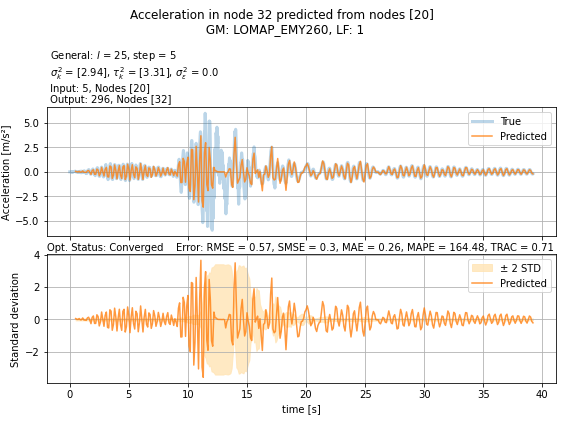 Acceleration in node 32 predicted from nodes [20]
GM: LOMAP_EMY260, LF: 1
General: l = 25, step = 5
σ²ₖ = [2.94], τ²ₖ = [3.31], σ²ε = 0.0
Input: 5, Nodes [20]
Output: 296, Nodes [32]
Acceleration [m/s²]
5.0
2.5
0.0
−2.5
−5.0
True
Predicted
Opt. Status: Converged Error: RMSE = 0.57, SMSE = 0.3, MAE = 0.26, MAPE = 164.48, TRAC = 0.71
Standard deviation
4
2
0
−2
± 2 STD
Predicted
0 5 10 15 20 25 30 35 40
time [s]